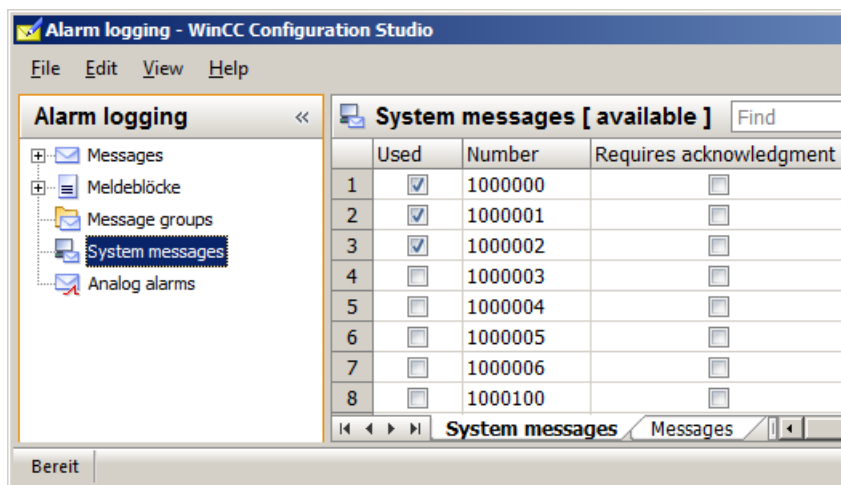 Alarm logging - WinCC Configuration Studio
File Edit View Help
Alarm logging «
Messages
Meldeblöcke
Message groups
System messages
Analog alarms
System messages [ available ] Find
Used Number Requires acknowledgment
1 1000000
2 1000001
3 1000002
4 1000003
5 1000004
6 1000005
7 1000006
8 1000100
System messages Messages
Bereit